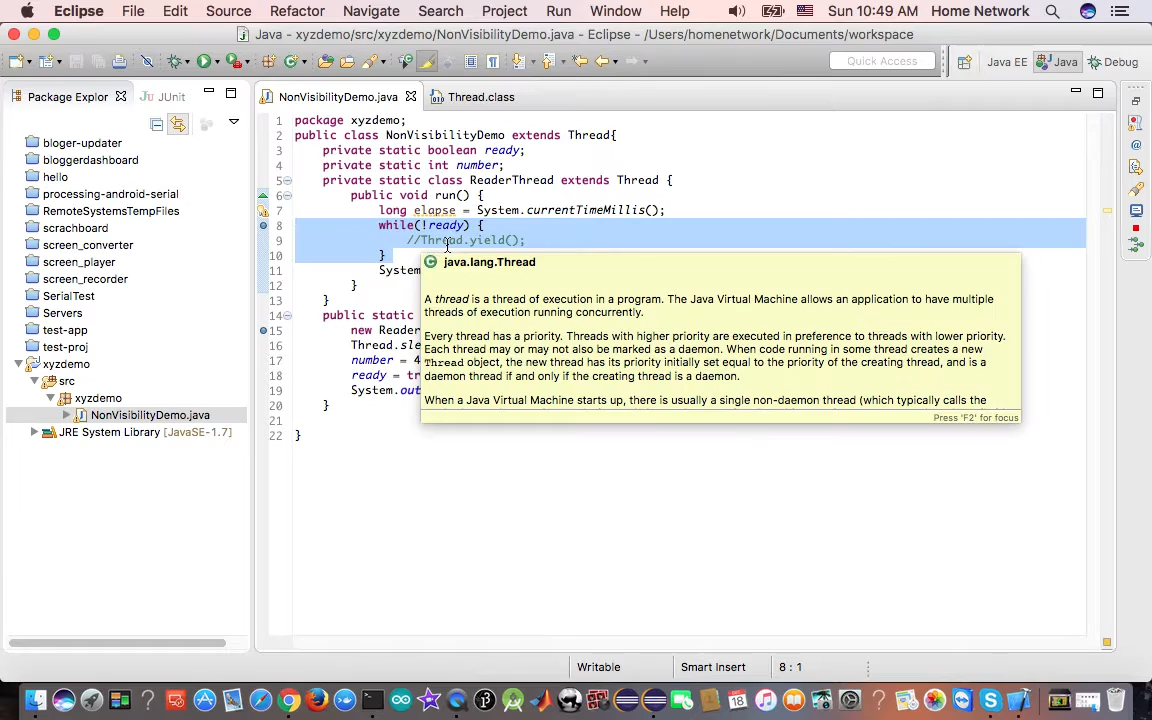 Eclipse File Edit Source Refactor Navigate Search Project Run Window Help Sun 10:49 AM Home Network
Java - xyzdemo/src/xyzdemo/NonVisibilityDemo.java - Eclipse - /Users/homenetwork/Documents/workspace
Quick Access Java EE Java Debug
Package Explor JUnit
bloger-updater
bloggerdashboard
hello
processing-android-serial
RemoteSystemsTempFiles
scrachboard
screen_converter
screen_player
screen_recorder
SerialTest
Servers
test-app
test-proj
xyzdemo
src
xyzdemo
NonVisibilityDemo.java
JRE System Library [JavaSE-1.7]
NonVisibilityDemo.java Thread.class
1 package xyzdemo;
2 public class NonVisibilityDemo extends Thread{
3 private static boolean ready;
4 private static int number;
5 private static class ReaderThread extends Thread {
6 public void run() {
7 long elapse = System.currentTimeMillis();
8 while(!ready) {
9 //Thread.yield();
10 }
11 System
12 }
13 }
14 public static
15 new Reader
16 Thread.sle
17 number = 4
18 ready = tr
19 System.out
20 }
21
22 }
java.lang.Thread
A thread is a thread of execution in a program. The Java Virtual Machine allows an application to have multiple
threads of execution running concurrently.
Every thread has a priority. Threads with higher priority are executed in preference to threads with lower priority.
Each thread may or may not also be marked as a daemon. When code running in some thread creates a new
Thread object, the new thread has its priority initially set equal to the priority of the creating thread, and is a
daemon thread if and only if the creating thread is a daemon.
When a Java Virtual Machine starts up, there is usually a single non-daemon thread (which typically calls the
Press 'F2' for focus
Writable Smart Insert 8 : 1